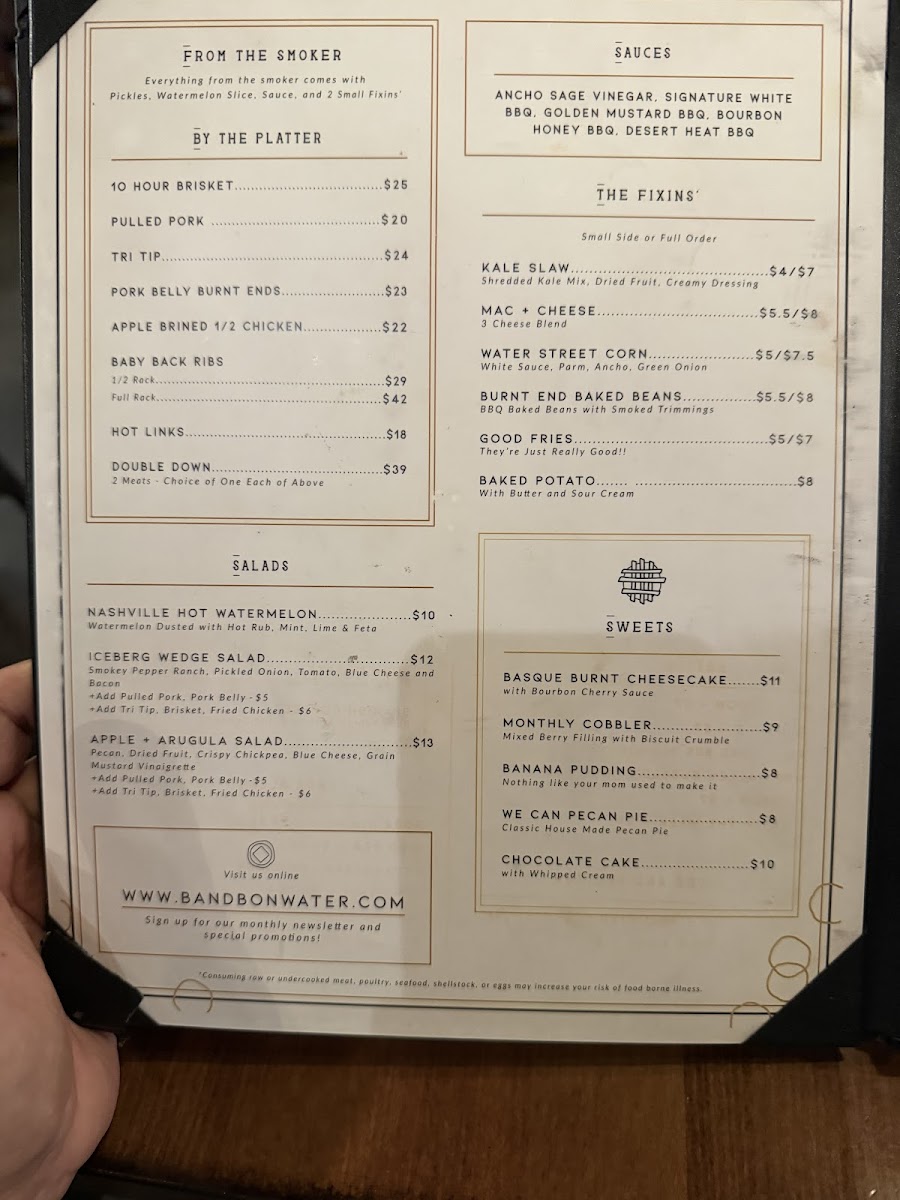 FROM THE SMOKER
Everything from the smoker comes with
Pickles, Watermelon Slice, Sauce, and 2 Small Fixins'
BY THE PLATTER
10 HOUR BRISKET....................................$25
PULLED PORK ........................................$20
TRI TIP.....................................................$24
PORK BELLY BURNT ENDS........................$23
APPLE BRINED 1/2 CHICKEN..................$22
BABY BACK RIBS
1/2 Rack......................................................$29
Full Rack......................................................$42
HOT LINKS................................................$18
DOUBLE DOWN.........................................$39
2 Meats - Choice of One Each of Above
SALADS
NASHVILLE HOT WATERMELON............................$10
Watermelon Dusted with Hot Rub, Mint, Lime & Feta
ICEBERG WEDGE SALAD..................................$12
Smokey Pepper Ranch, Pickled Onion, Tomato, Blue Cheese and
Bacon
+Add Pulled Pork, Pork Belly - $5
+Add Tri Tip, Brisket, Fried Chicken - $6
APPLE + ARUGULA SALAD..............................$13
Pecan, Dried Fruit, Crispy Chickpea, Blue Cheese, Grain
Mustard Vinaigrette
+Add Pulled Pork, Pork Belly -$5
+Add Tri Tip, Brisket, Fried Chicken - $6
Visit us online
WWW.BANDBONWATER.COM
Sign up for our monthly newsletter and
special promotions!
SAUCES
ANCHO SAGE VINEGAR, SIGNATURE WHITE
BBQ, GOLDEN MUSTARD BBQ, BOURBON
HONEY BBQ, DESERT HEAT BBQ
THE FIXINS'
Small Side or Full Order
KALE SLAW.................................................$4/$7
Shredded Kale Mix, Dried Fruit, Creamy Dressing
MAC + CHEESE........................................$5.5/$8
3 Cheese Blend
WATER STREET CORN..........................$5/$7.5
White Sauce, Parm, Ancho, Green Onion
BURNT END BAKED BEANS..................$5.5/$8
BBQ Baked Beans with Smoked Trimmings
GOOD FRIES................................................$5/$7
They're Just Really Good!!
BAKED POTATO....... .......................................$8
With Butter and Sour Cream
SWEETS
BASQUE BURNT CHEESECAKE.......$11
with Bourbon Cherry Sauce
MONTHLY COBBLER........................$9
Mixed Berry Filling with Biscuit Crumble
BANANA PUDDING............................$8
Nothing like your mom used to make it
WE CAN PECAN PIE........................$8
Classic House Made Pecan Pie
CHOCOLATE CAKE.........................$10
with Whipped Cream
*Consuming raw or undercooked meat, poultry, seafood, shellstock, or eggs may increase your risk of food borne illness.